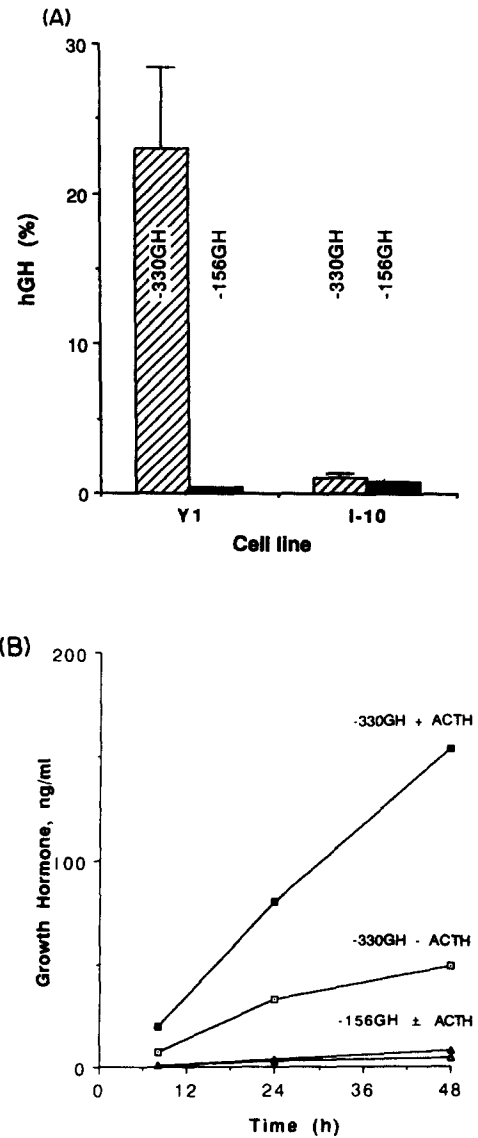 (A)
30
20
10
0
hGH (%)
-330GH
-156GH
-330GH
-156GH
Y1
I-10
Cell line
(B)
200
100
0
Growth Hormone, ng/ml
-330GH + ACTH
-330GH - ACTH
-156GH ± ACTH
0
12
24
36
48
Time (h)